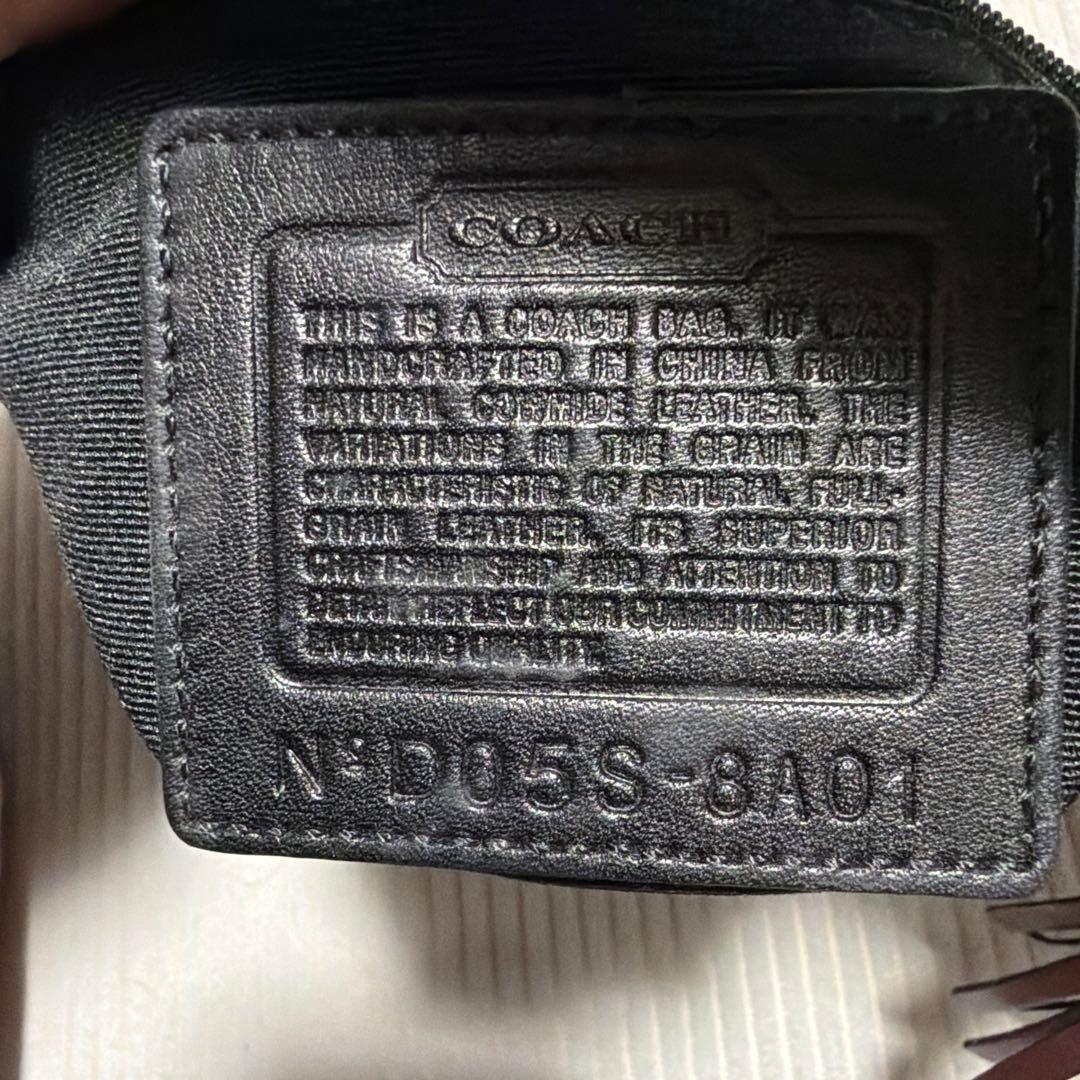 COACH
THIS IS A COACH BAG. IT WAS
HANDCRAFTED IN CHINA FROM
NATURAL COWHIDE LEATHER. THE
VARIATIONS IN THE GRAIN ARE
CHARACTERISTIC OF NATURAL FULL-
GRAIN LEATHER. ITS SUPERIOR
CRAFTSMANSHIP AND ATTENTION TO
DETAIL REFLECT OUR COMMITMENT TO
ENDURING QUALITY.
Nº D05S-8A01